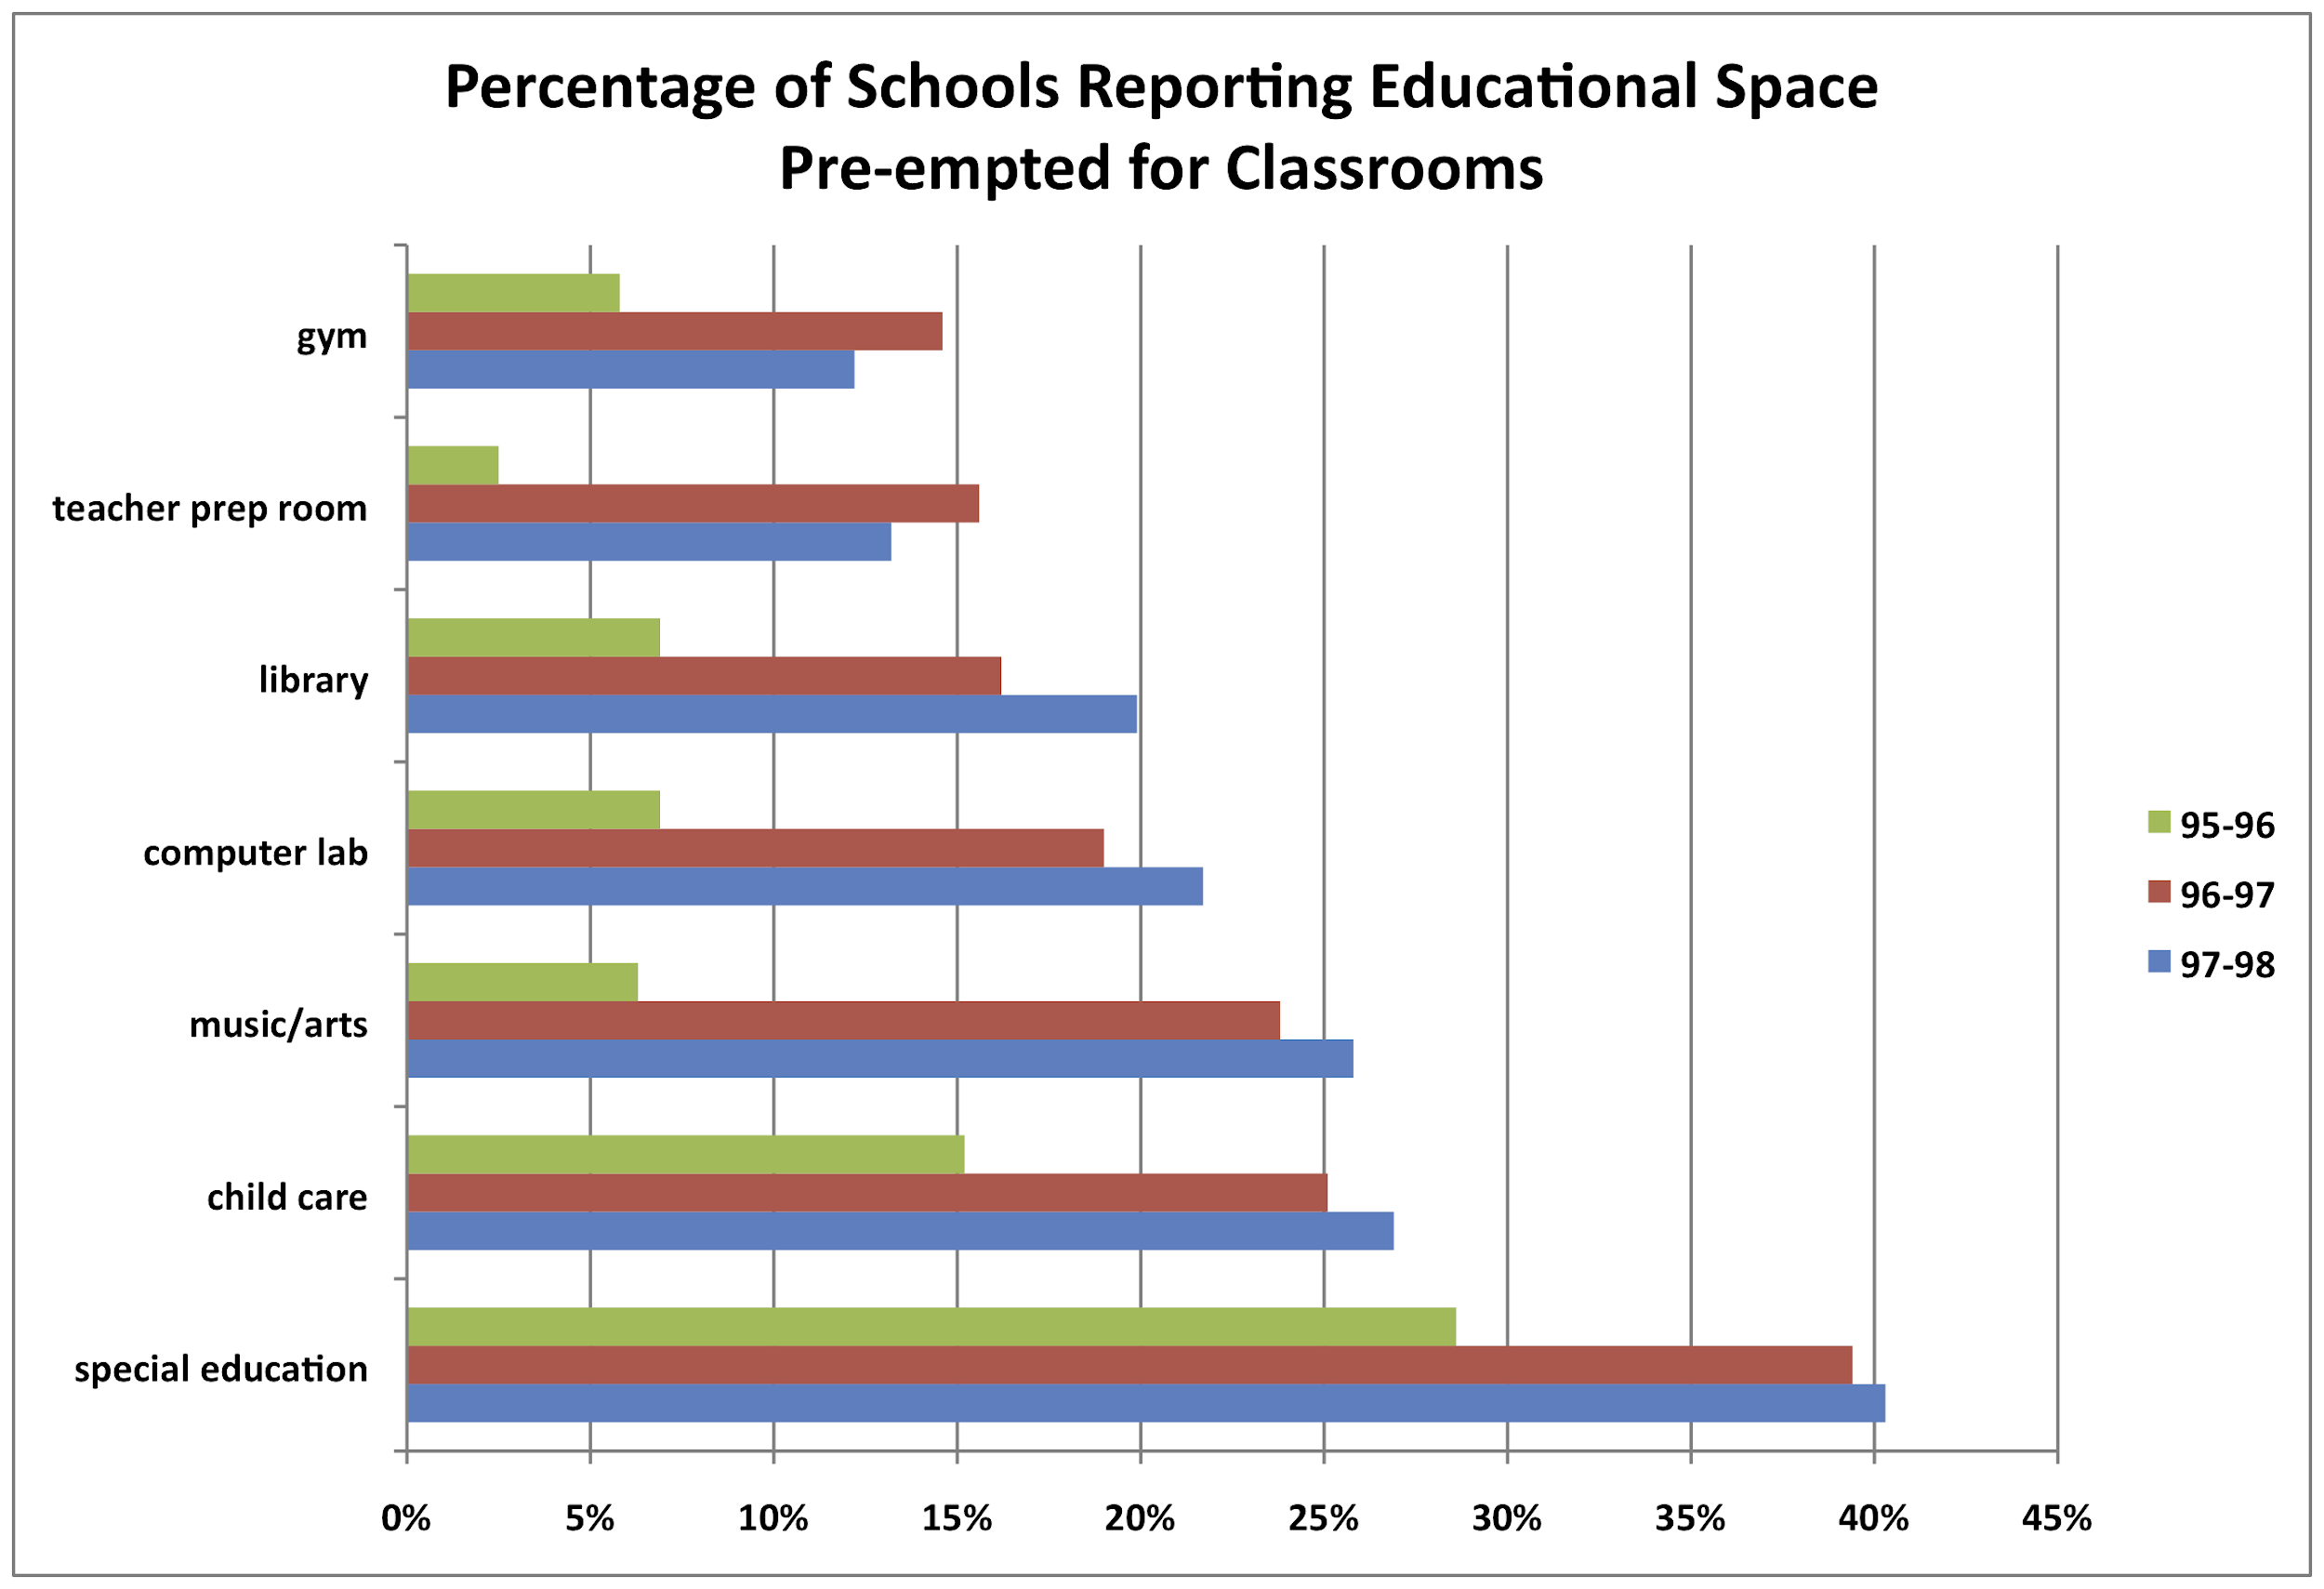 Percentage of Schools Reporting Educational Space
Pre-empted for Classrooms
gym
teacher prep room
library
computer lab
music/arts
child care
special education
95-96
96-97
97-98
0% 5% 10% 15% 20% 25% 30% 35% 40% 45%